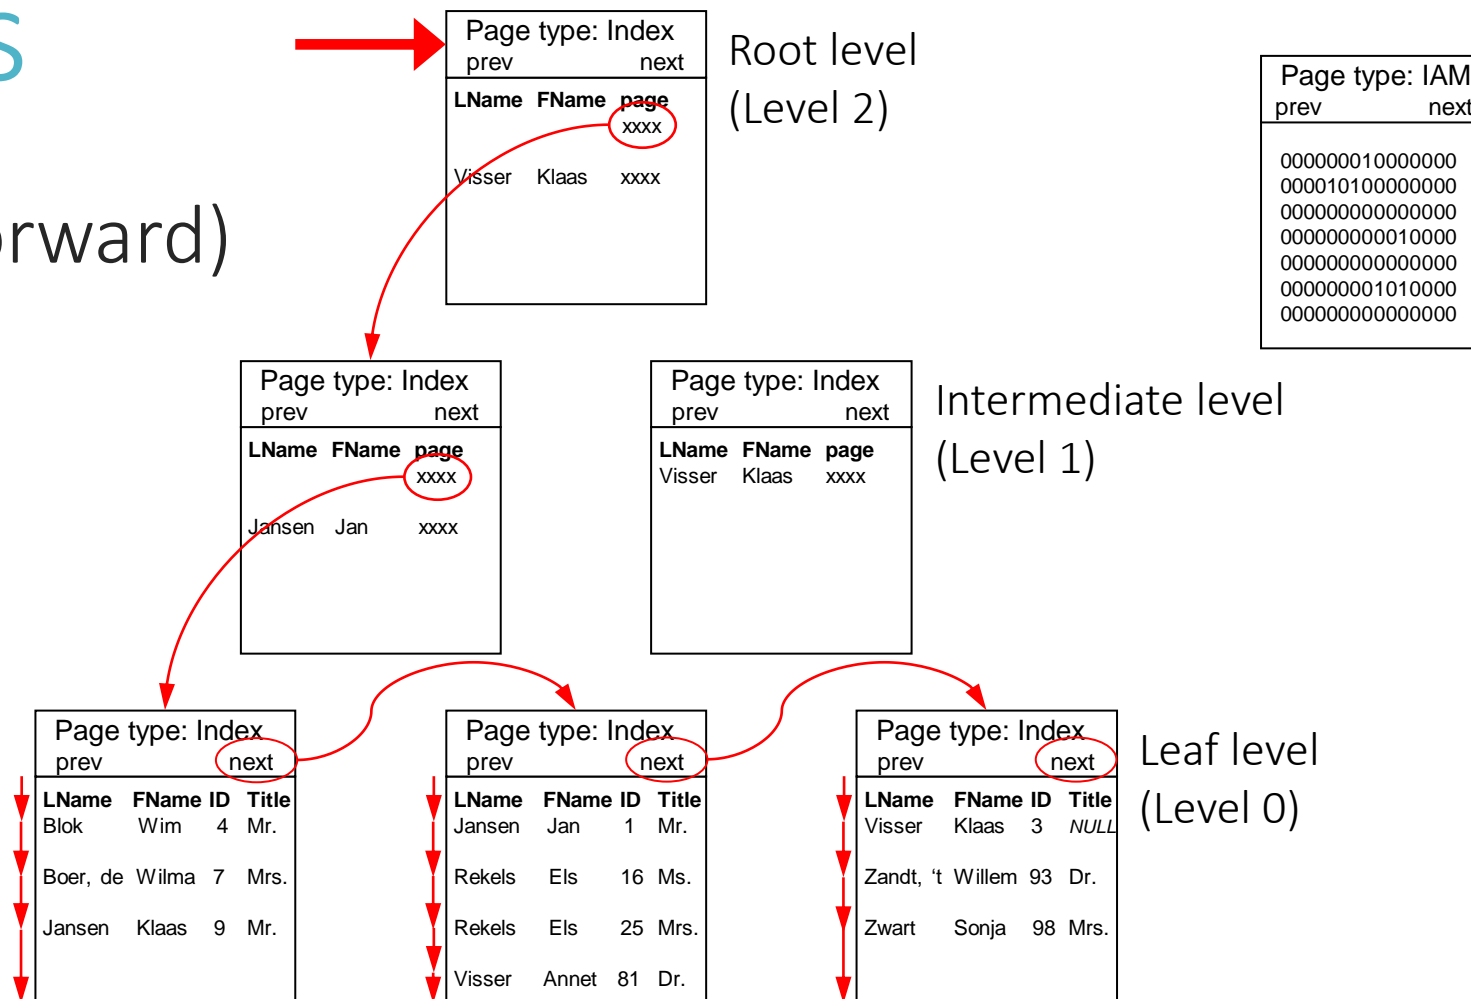 s
Page type: Index
prev next
LName FName page
xxxx
Visser Klaas xxxx
Root level
(Level 2)
Page type: IAM
prev next
000000010000000
000010100000000
000000000000000
000000000010000
000000000000000
000000001010000
000000000000000
orward)
Page type: Index
prev next
LName FName page
xxxx
Jansen Jan xxxx
Page type: Index
prev next
LName FName page
Visser Klaas xxxx
Intermediate level
(Level 1)
Page type: Index
prev next
LName FName ID Title
Blok Wim 4 Mr.
Boer, de Wilma 7 Mrs.
Jansen Klaas 9 Mr.
Page type: Index
prev next
LName FName ID Title
Jansen Jan 1 Mr.
Rekels Els 16 Ms.
Rekels Els 25 Mrs.
Visser Annet 81 Dr.
Page type: Index
prev next
LName FName ID Title
Visser Klaas 3 NULL
Zandt, ‘t Willem 93 Dr.
Zwart Sonja 98 Mrs.
Leaf level
(Level 0)